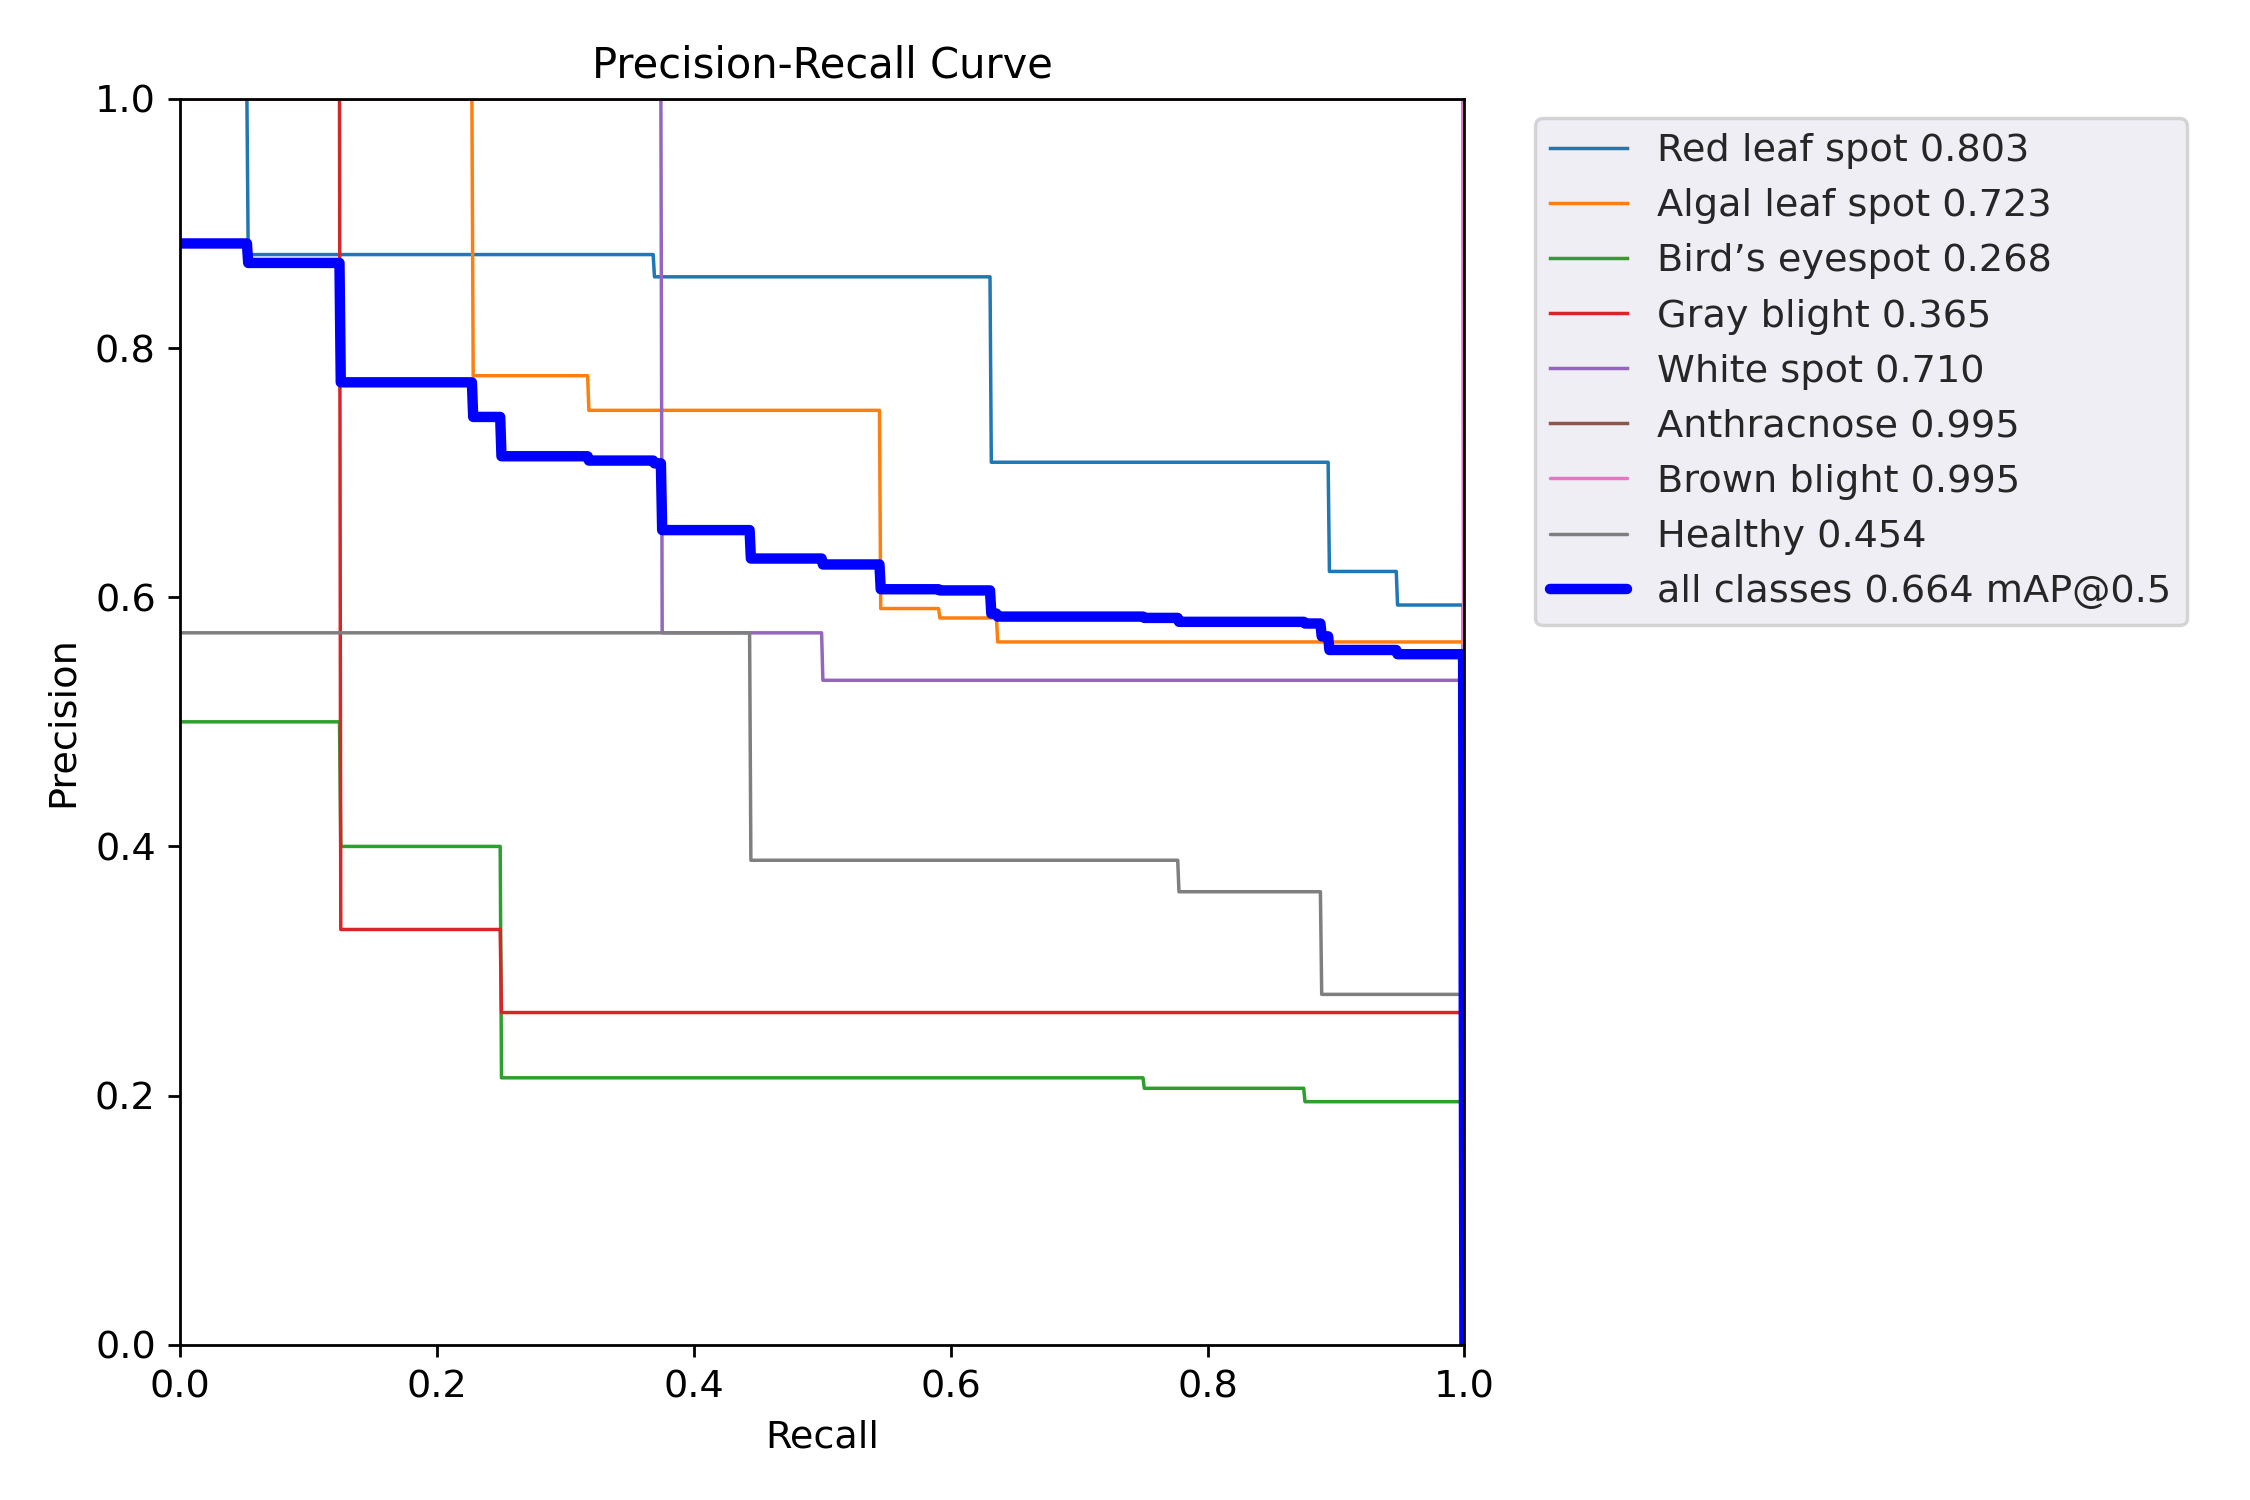 Precision-Recall Curve
1.0
0.8
0.6
0.4
0.2
0.0
Precision
0.0 0.2 0.4 0.6 0.8 1.0
Recall
Red leaf spot 0.803
Algal leaf spot 0.723
Bird’s eyespot 0.268
Gray blight 0.365
White spot 0.710
Anthracnose 0.995
Brown blight 0.995
Healthy 0.454
all classes 0.664 mAP@0.5